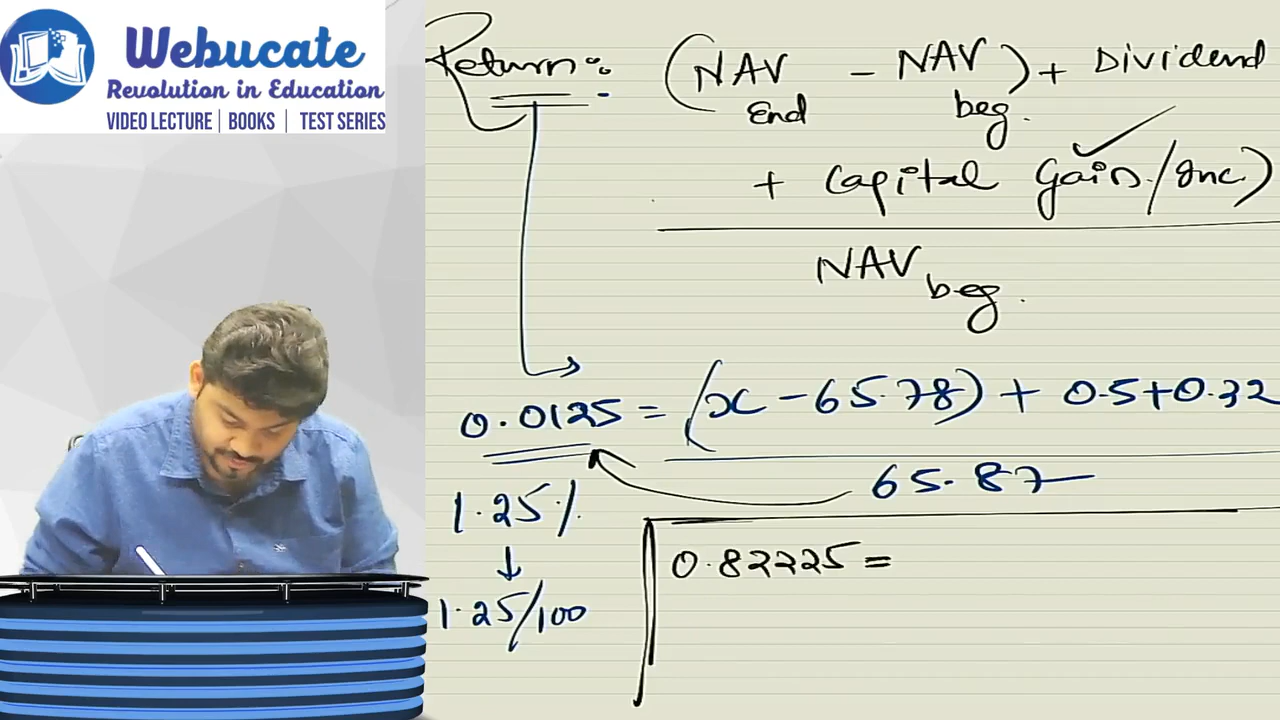 Webucate
Revolution in Education
VIDEO LECTURE | BOOKS | TEST SERIES
Return:- (NAV End - NAV beg.) + Dividend
+ Capital Gain/Inc)
NAV beg.
0.0125 = (x - 65.78) + 0.5+0.32
65.87
1.25%
↓
1.25/100
0.82225 =